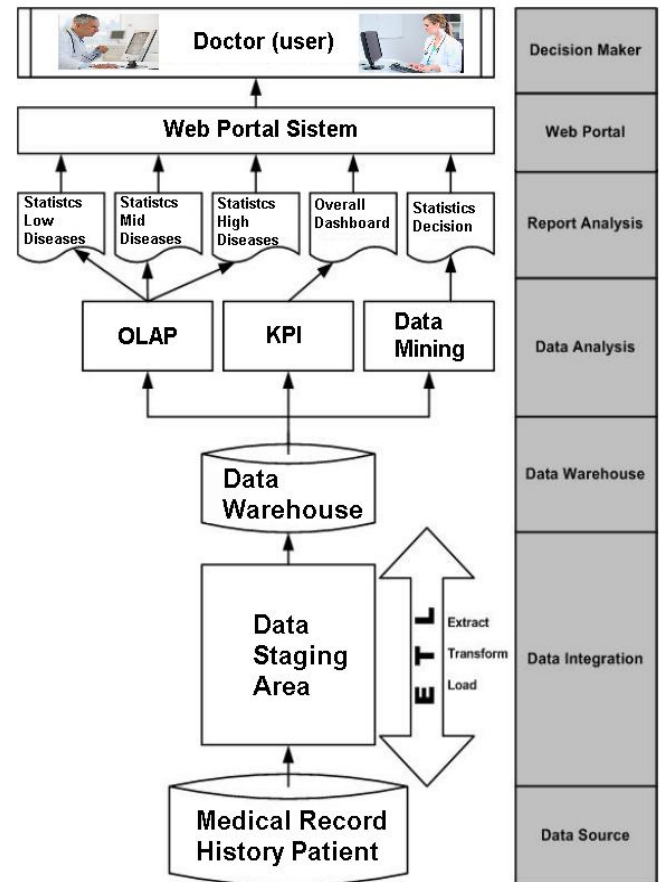 Doctor (user)
Decision Maker
Web Portal Sistem
Web Portal
Statistcs
Low
Diseases
Statistcs
Mid
Diseases
Statistcs
High
Diseases
Overall
Dashboard
Statistics
Decision
Report Analysis
OLAP
KPI
Data
Mining
Data Analysis
Data
Warehouse
Data Warehouse
Data
Staging
Area
E T L
Extract
Transform
Load
Data Integration
Medical Record
History Patient
Data Source